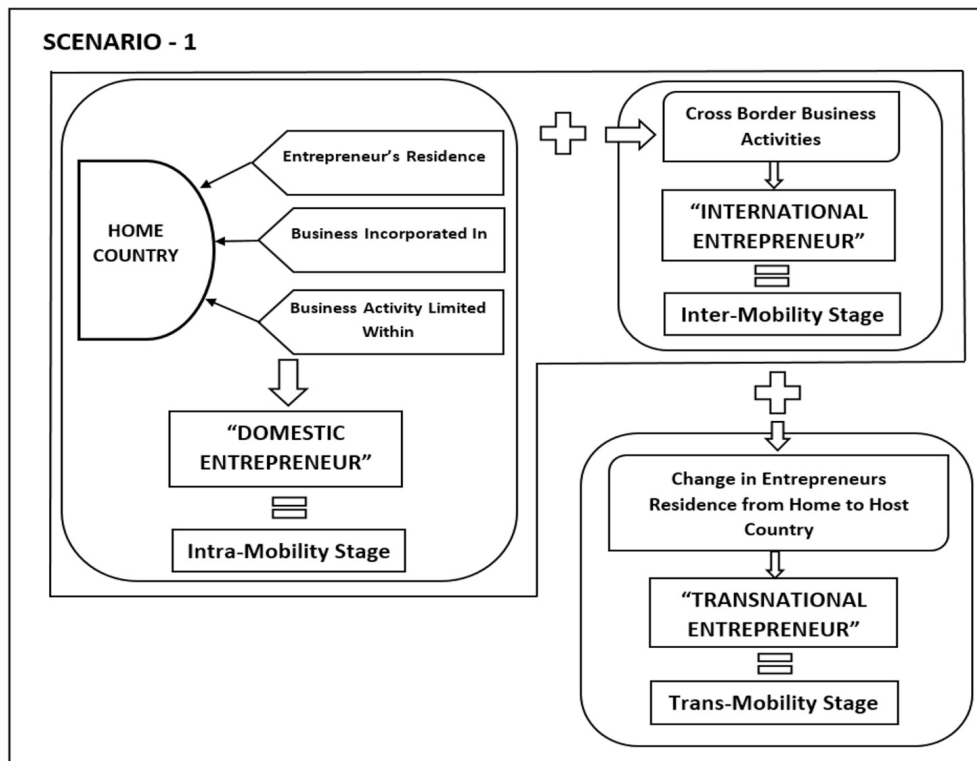 SCENARIO - 1
HOME
COUNTRY
Entrepreneur's Residence
Business Incorporated In
Business Activity Limited
Within
"DOMESTIC
ENTREPRENEUR"
Intra-Mobility Stage
Cross Border Business
Activities
"INTERNATIONAL
ENTREPRENEUR"
Inter-Mobility Stage
Change in Entrepreneurs
Residence from Home to Host
Country
"TRANSNATIONAL
ENTREPRENEUR"
Trans-Mobility Stage